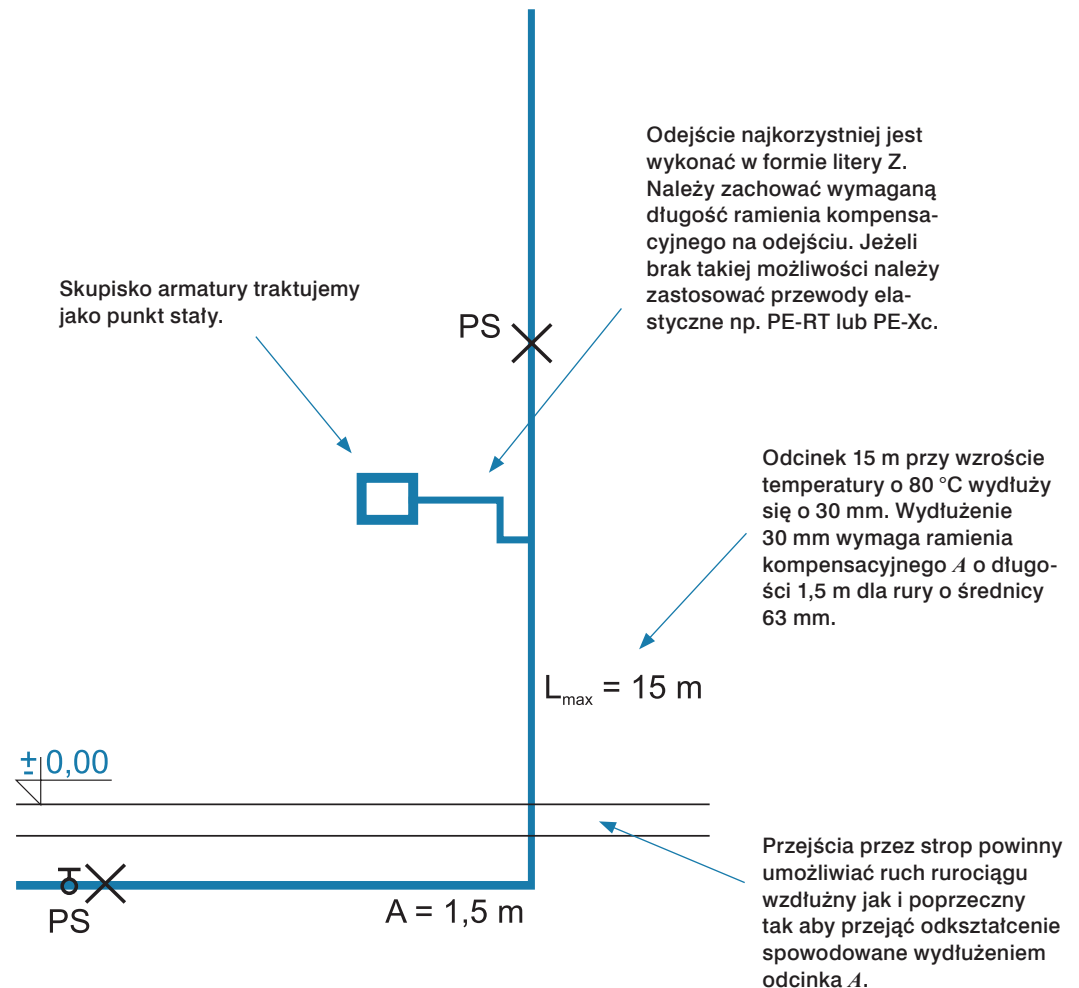 Odejście najkorzystniej jest
wykonać w formie litery Z.
Należy zachować wymaganą
długość ramienia kompensa-
cyjnego na odejściu. Jeżeli
brak takiej możliwości należy
zastosować przewody ela-
styczne np. PE-RT lub PE-Xc.
Skupisko armatury traktujemy
jako punkt stały.
PS
Odcinek 15 m przy wzroście
temperatury o 80 °C wydłuży
się o 30 mm. Wydłużenie
30 mm wymaga ramienia
kompensacyjnego A o długo-
ści 1,5 m dla rury o średnicy
63 mm.
Lmax = 15 m
±0,00
Przejścia przez strop powinny
umożliwiać ruch rurociągu
wzdłużny jak i poprzeczny
tak aby przejąć odkształcenie
spowodowane wydłużeniem
odcinka A.
PS
A = 1,5 m